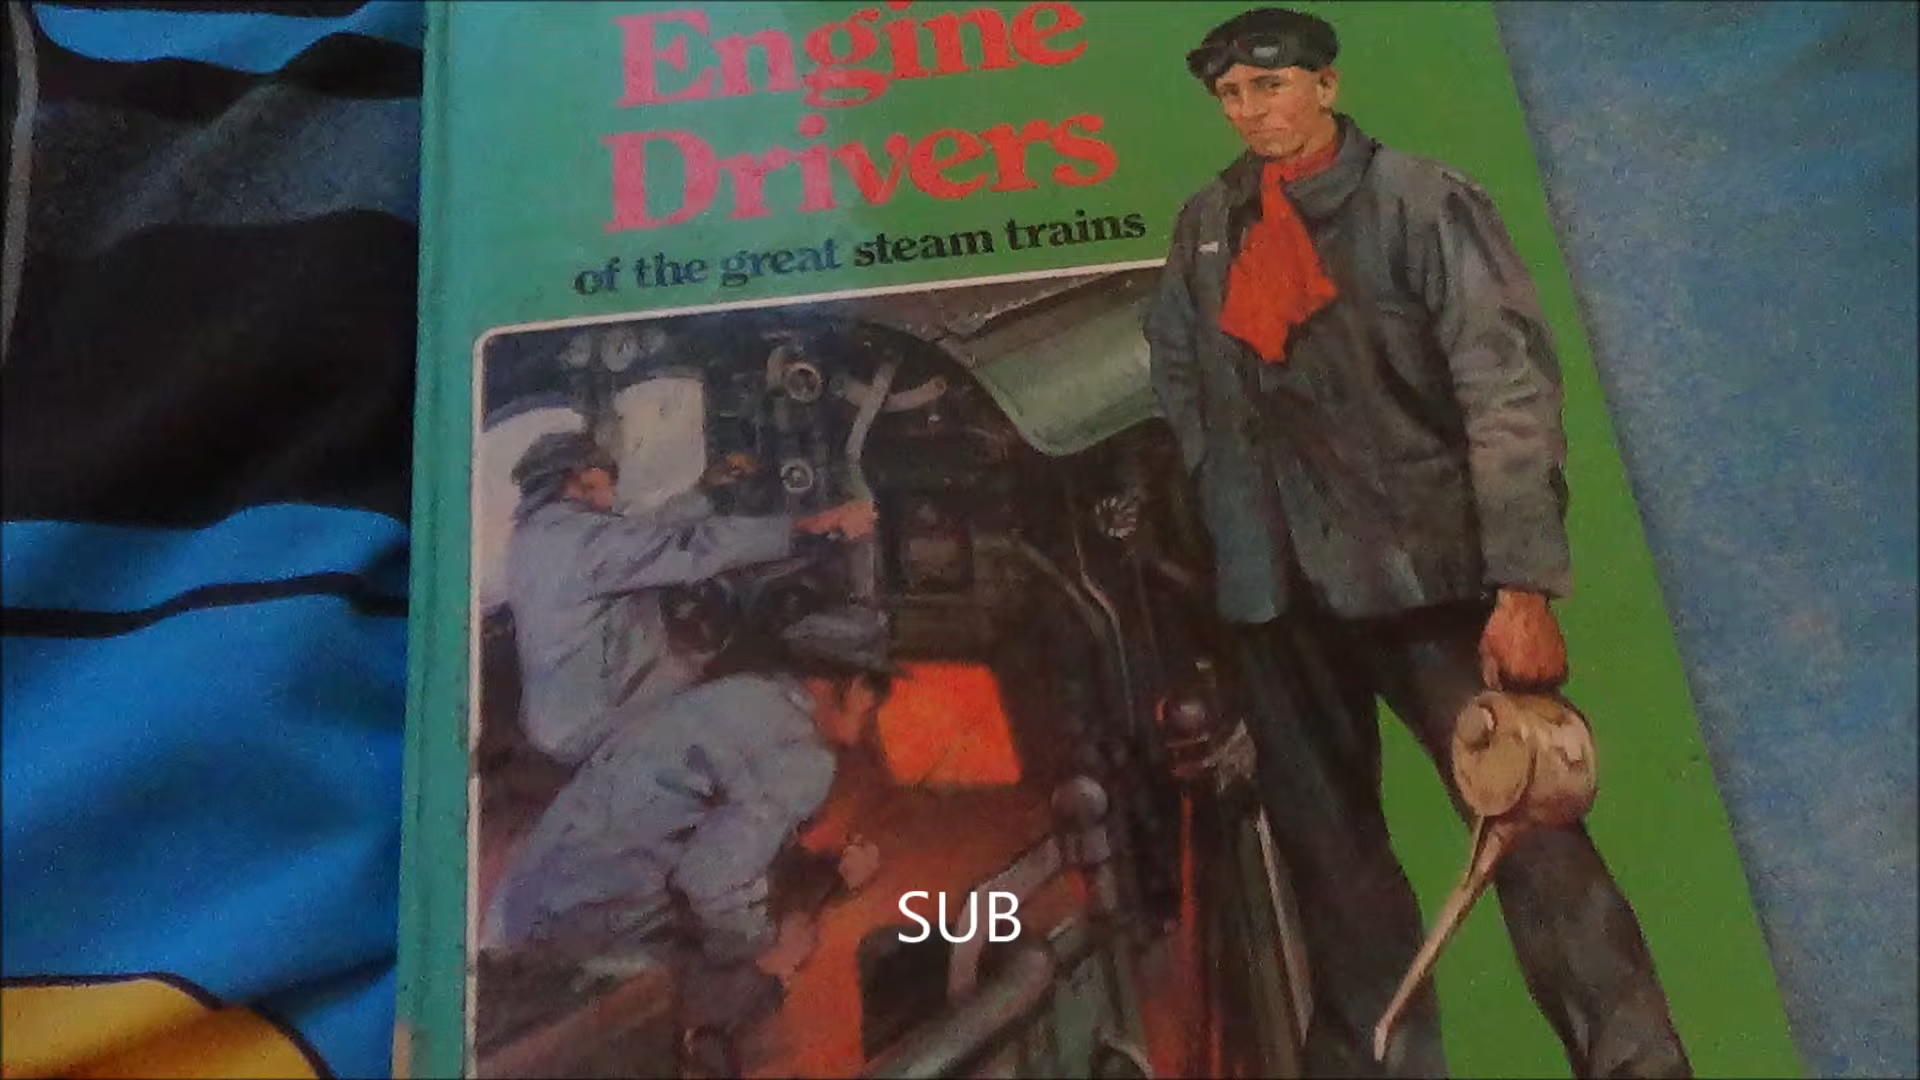 Engine
Drivers
of the great steam trains
SUB